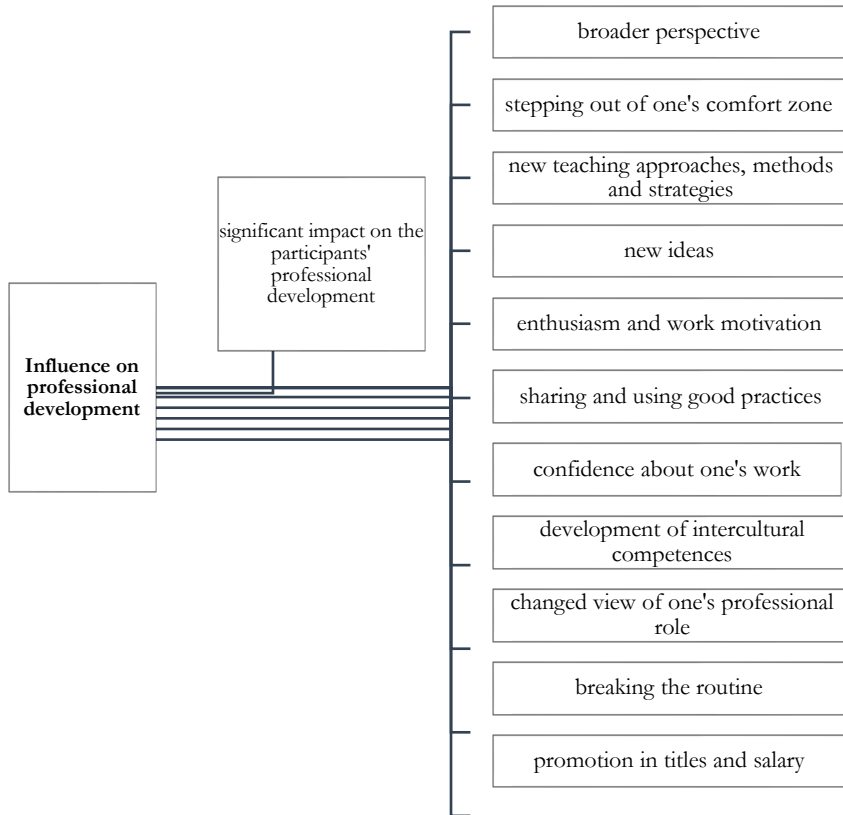 Influence on
professional
development
significant impact on the
participants'
professional
development
broader perspective
stepping out of one's comfort zone
new teaching approaches, methods
and strategies
new ideas
enthusiasm and work motivation
sharing and using good practices
confidence about one's work
development of intercultural
competences
changed view of one's professional
role
breaking the routine
promotion in titles and salary